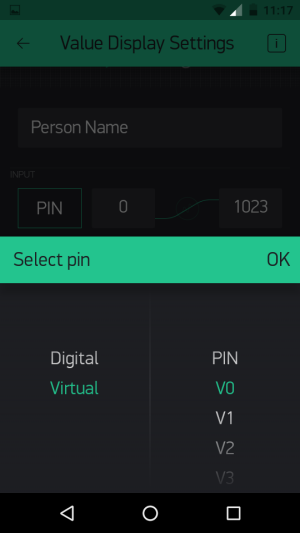 11:17
Value Display Settings
i
Person Name
INPUT
PIN 0 1023
Select pin OK
Digital PIN
Virtual V0
V1
V2
V3